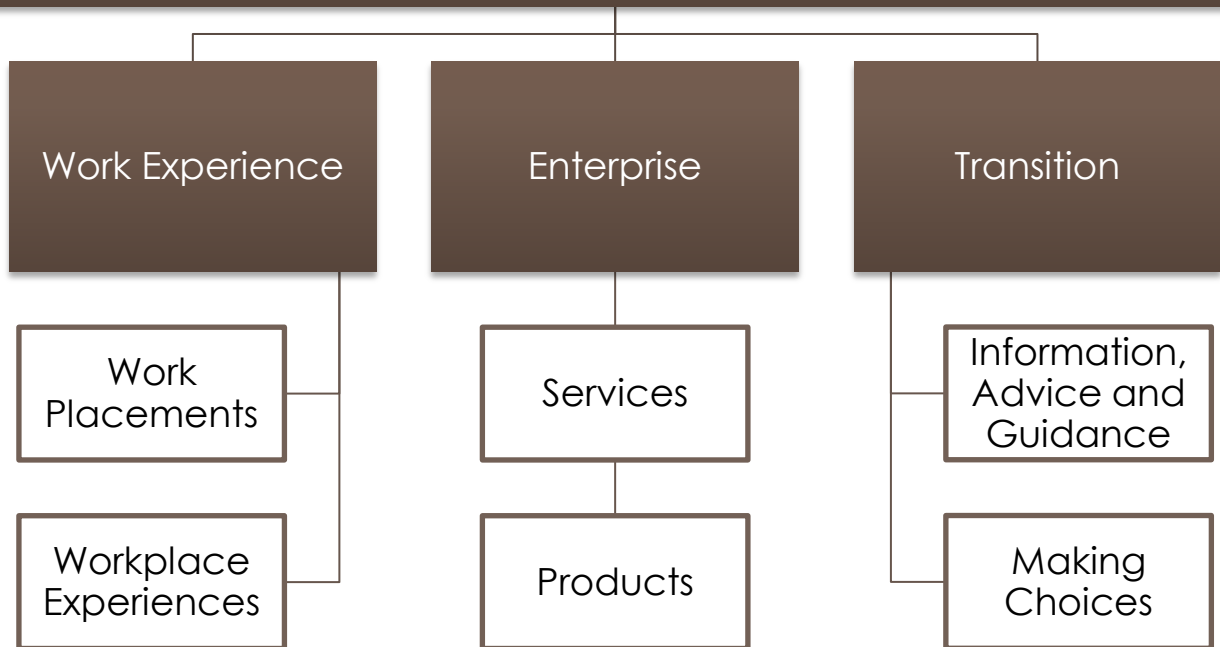 Work Experience
Enterprise
Transition
Work
Placements
Services
Information,
Advice and
Guidance
Workplace
Experiences
Products
Making
Choices